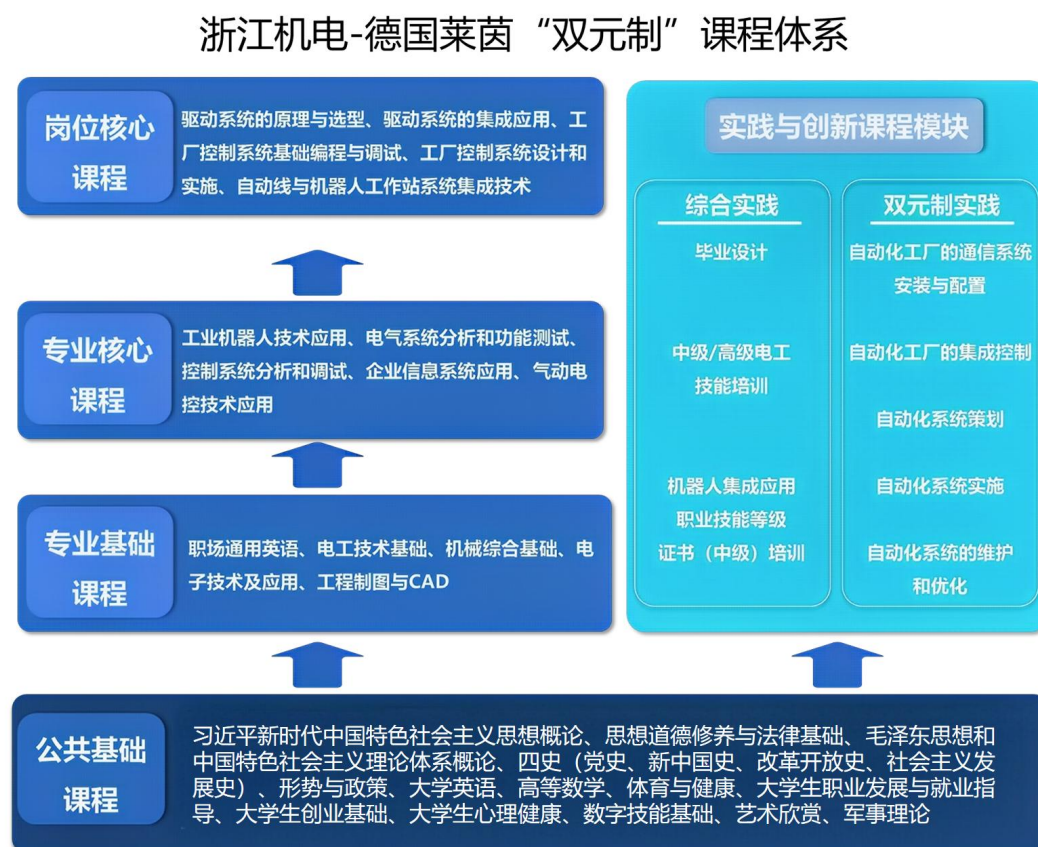 浙江机电-德国莱茵“双元制”课程体系
岗位核心
课程
驱动系统的原理与选型、驱动系统的集成应用、工
厂控制系统基础编程与调试、工厂控制系统设计和
实施、自动线与机器人工作站系统集成技术
专业核心
课程
工业机器人技术应用、电气系统分析和功能测试、
控制系统分析和调试、企业信息系统应用、气动电
控技术应用
专业基础
课程
职场通用英语、电工技术基础、机械综合基础、电
子技术及应用、工程制图与CAD
实践与创新课程模块
综合实践
毕业设计
中级/高级电工
技能培训
机器人集成应用
职业技能等级
证书（中级）培训
双元制实践
自动化工厂的通信系统
安装与配置
自动化工厂的集成控制
自动化系统策划
自动化系统实施
自动化系统的维护
和优化
公共基础
课程
习近平新时代中国特色社会主义思想概论、思想道德修养与法律基础、毛泽东思想和
中国特色社会主义理论体系概论、四史（党史、新中国史、改革开放史、社会主义发
展史）、形势与政策、大学英语、高等数学、体育与健康、大学生职业发展与就业指
导、大学生创业基础、大学生心理健康、数字技能基础、艺术欣赏、军事理论